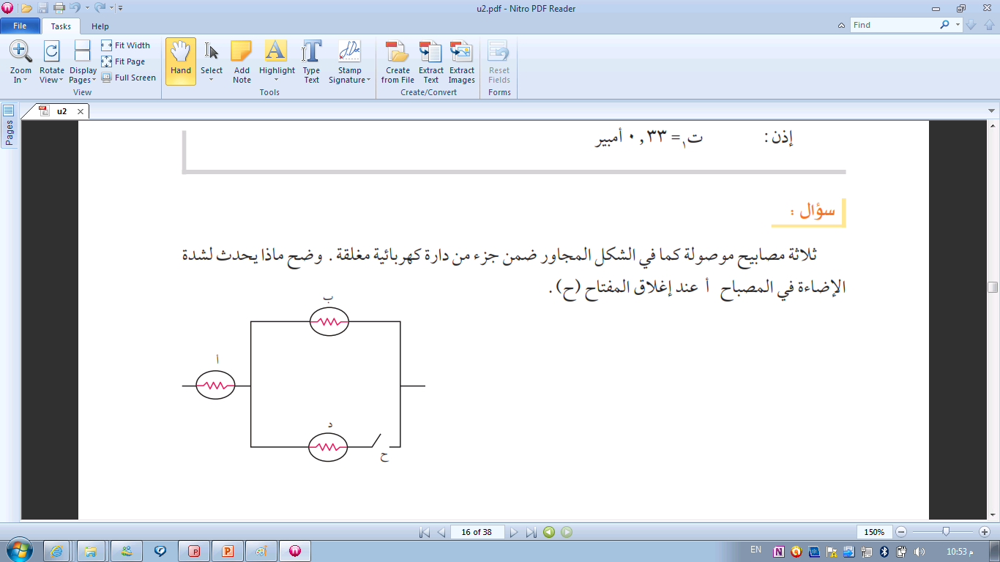 u2.pdf - Nitro PDF Reader
File
Tasks
Help
Find
Zoom In
Rotate View
Display Pages
Fit Width
Fit Page
Full Screen
View
Hand
Select
Add Note
Highlight
Type Text
Stamp Signature
Tools
Create from File
Extract Text
Extract Images
Create/Convert
Reset Fields
Forms
Pages
u2
إذن : ت١ = ٠,٣٣ أمبير
سؤال :
ثلاثة مصابيح موصولة كما في الشكل المجاور ضمن جزء من دارة كهربائية مغلقة . وضح ماذا يحدث لشدة
الإضاءة في المصباح أ عند إغلاق المفتاح (ح) .
ب
أ
د
ح
16 of 38
150%
EN
10:53 م